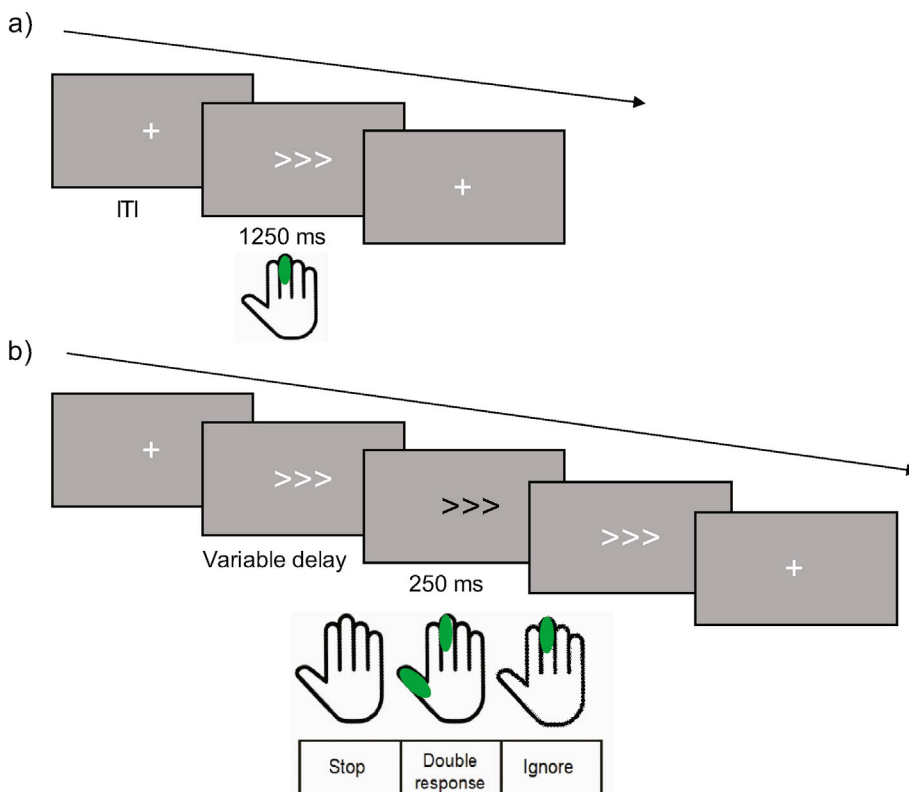 a)
+
>>>
+
ITI
1250 ms
b)
+
>>>
>>>
>>>
+
Variable delay
250 ms
Stop
Double
response
Ignore